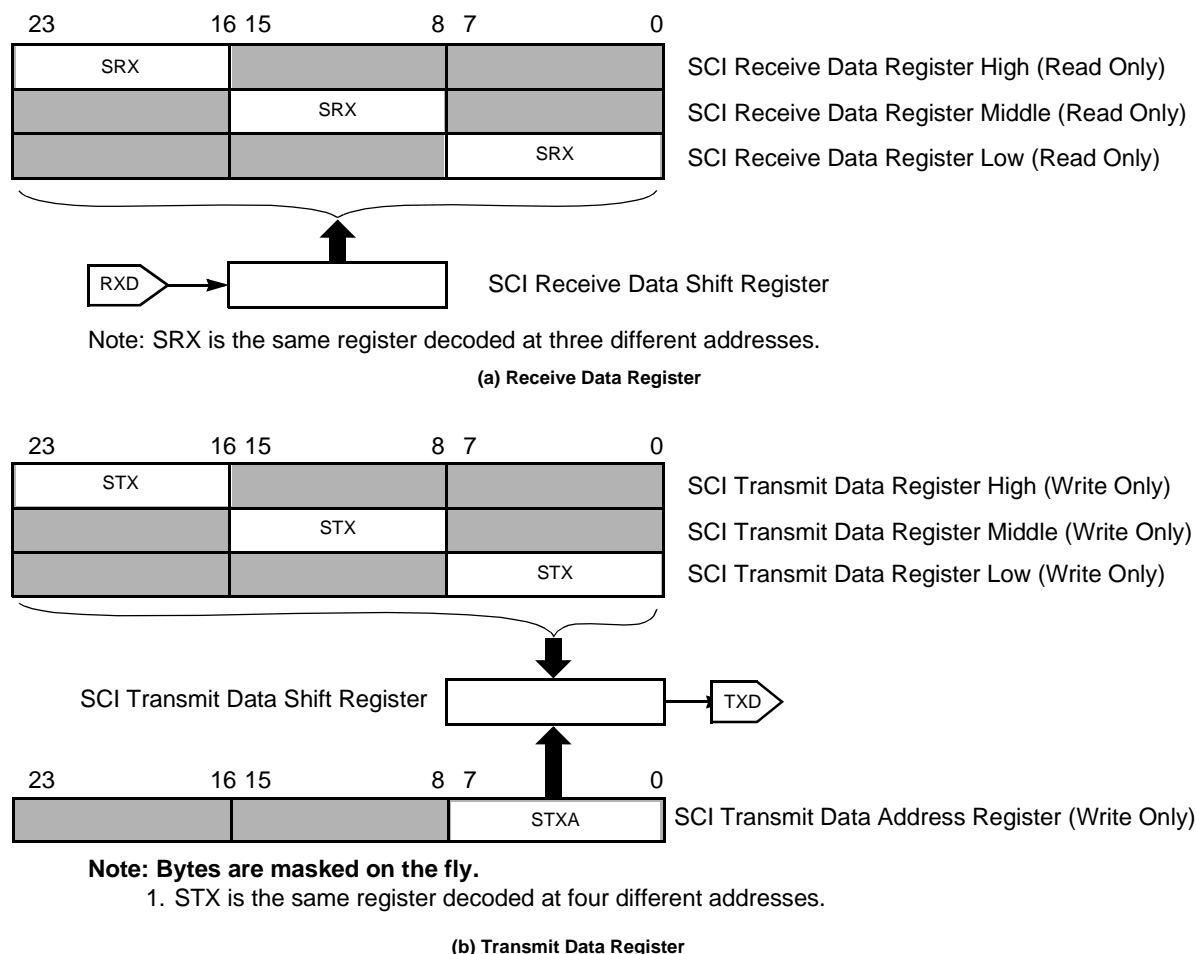 23 16 15 8 7 0
SRX SCI Receive Data Register High (Read Only)
SRX SCI Receive Data Register Middle (Read Only)
SRX SCI Receive Data Register Low (Read Only)
RXD SCI Receive Data Shift Register
Note: SRX is the same register decoded at three different addresses.
(a) Receive Data Register
23 16 15 8 7 0
STX SCI Transmit Data Register High (Write Only)
STX SCI Transmit Data Register Middle (Write Only)
STX SCI Transmit Data Register Low (Write Only)
SCI Transmit Data Shift Register TXD
23 16 15 8 7 0
STXA SCI Transmit Data Address Register (Write Only)
Note: Bytes are masked on the fly.
1. STX is the same register decoded at four different addresses.
(b) Transmit Data Register